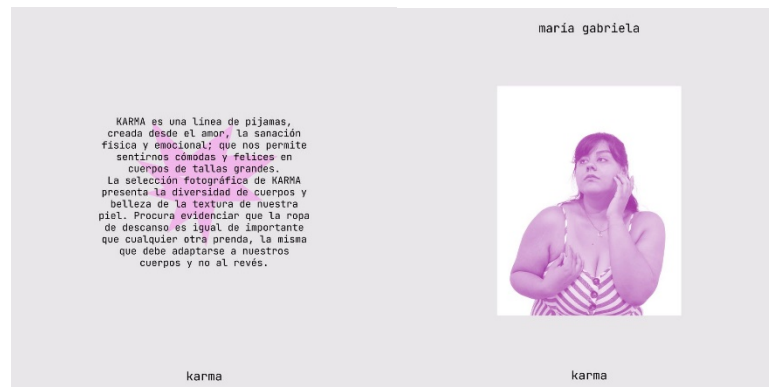 KARMA es una línea de pijamas,
creada desde el amor, la sanación
física y emocional; que nos permite
sentirnos cómodas y felices en
cuerpos de tallas grandes.
La selección fotográfica de KARMA
presenta la diversidad de cuerpos y
belleza de la textura de nuestra
piel. Procura evidenciar que la ropa
de descanso es igual de importante
que cualquier otra prenda, la misma
que debe adaptarse a nuestros
cuerpos y no al revés.
karma
maría gabriela
karma